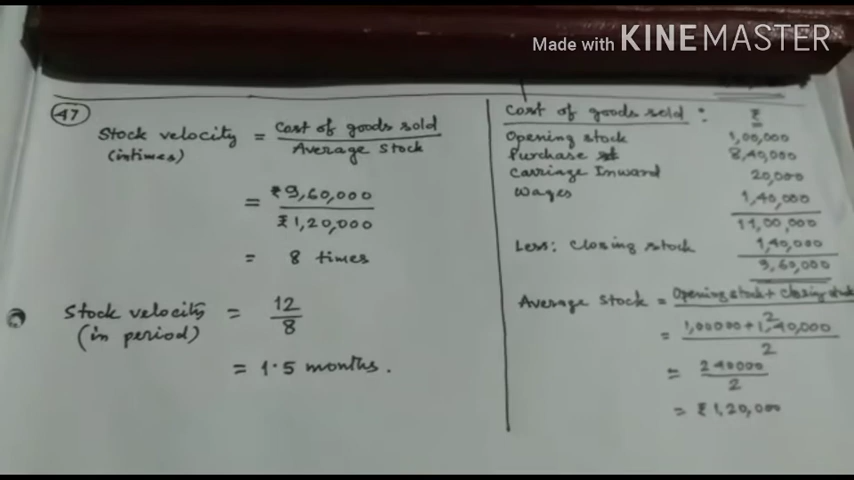 Made with KINEMASTER
47
Stock velocity = Cost of goods sold / Average Stock
(in times)
= ₹9,60,000 / ₹1,20,000
= 8 times
Stock velocity = 12 / 8
(in period)
= 1.5 months.
Cost of goods sold : ₹
Opening stock 1,00,000
Purchase 8,40,000
Carriage Inward 20,000
Wages 1,40,000
11,00,000
Less: Closing stock 1,40,000
9,60,000
Average Stock = Opening stock + Closing stock / 2
= 1,00000 + 1,40,000 / 2
= 240000 / 2
= ₹1,20,000